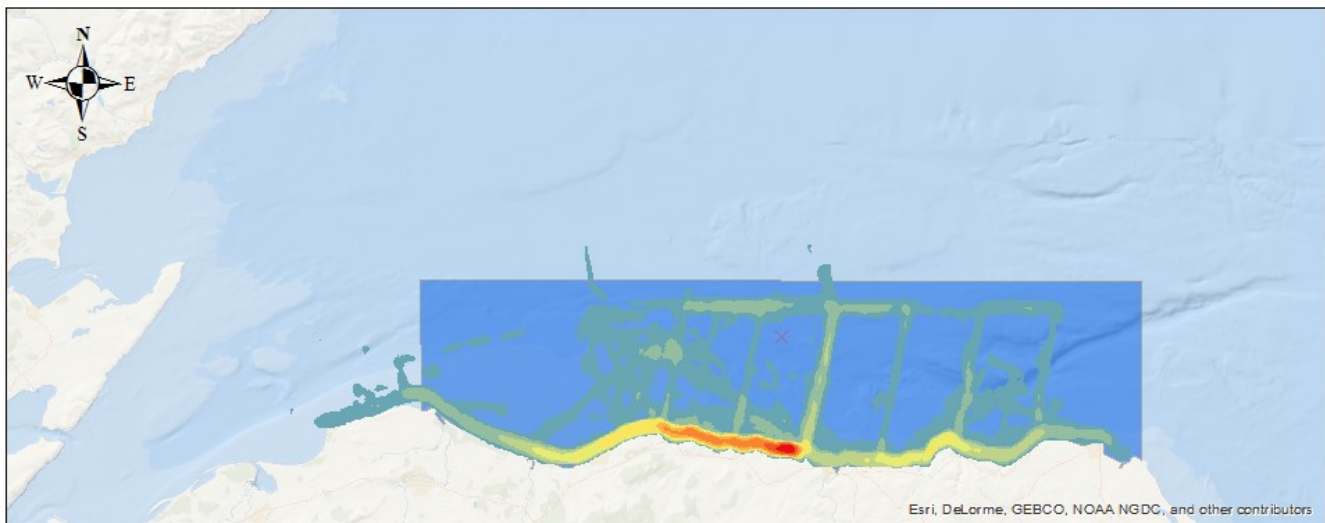 N
W E
S
Esri, DeLorme, GEBCO, NOAA NGDC, and other contributors